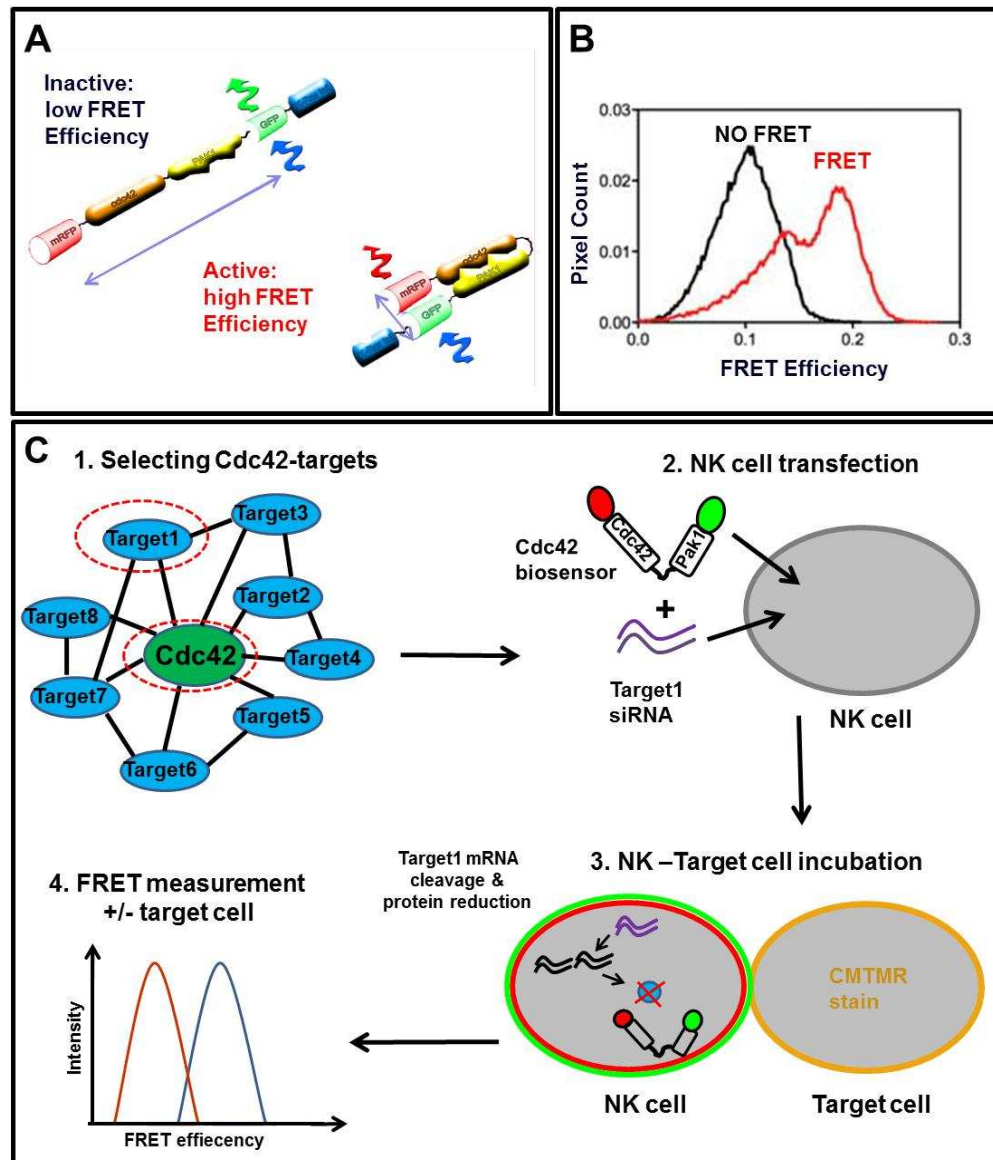 A
Inactive:
low FRET
Efficiency
GFP
PAK1
cdc42
mRFP
Active:
high FRET
Efficiency
mRFP
cdc42
PAK1
GFP
B
NO FRET
FRET
Pixel Count
0.03
0.02
0.01
0.00
0.0
0.1
0.2
0.3
FRET Efficiency
C
1. Selecting Cdc42-targets
Target1
Target3
Target2
Target8
Cdc42
Target4
Target7
Target5
Target6
2. NK cell transfection
Cdc42
biosensor
Cdc42
Pak1
+
Target1
siRNA
NK cell
3. NK –Target cell incubation
Target1 mRNA
cleavage &
protein reduction
CMTMR
stain
NK cell
Target cell
4. FRET measurement
+/- target cell
Intensity
FRET effiecency